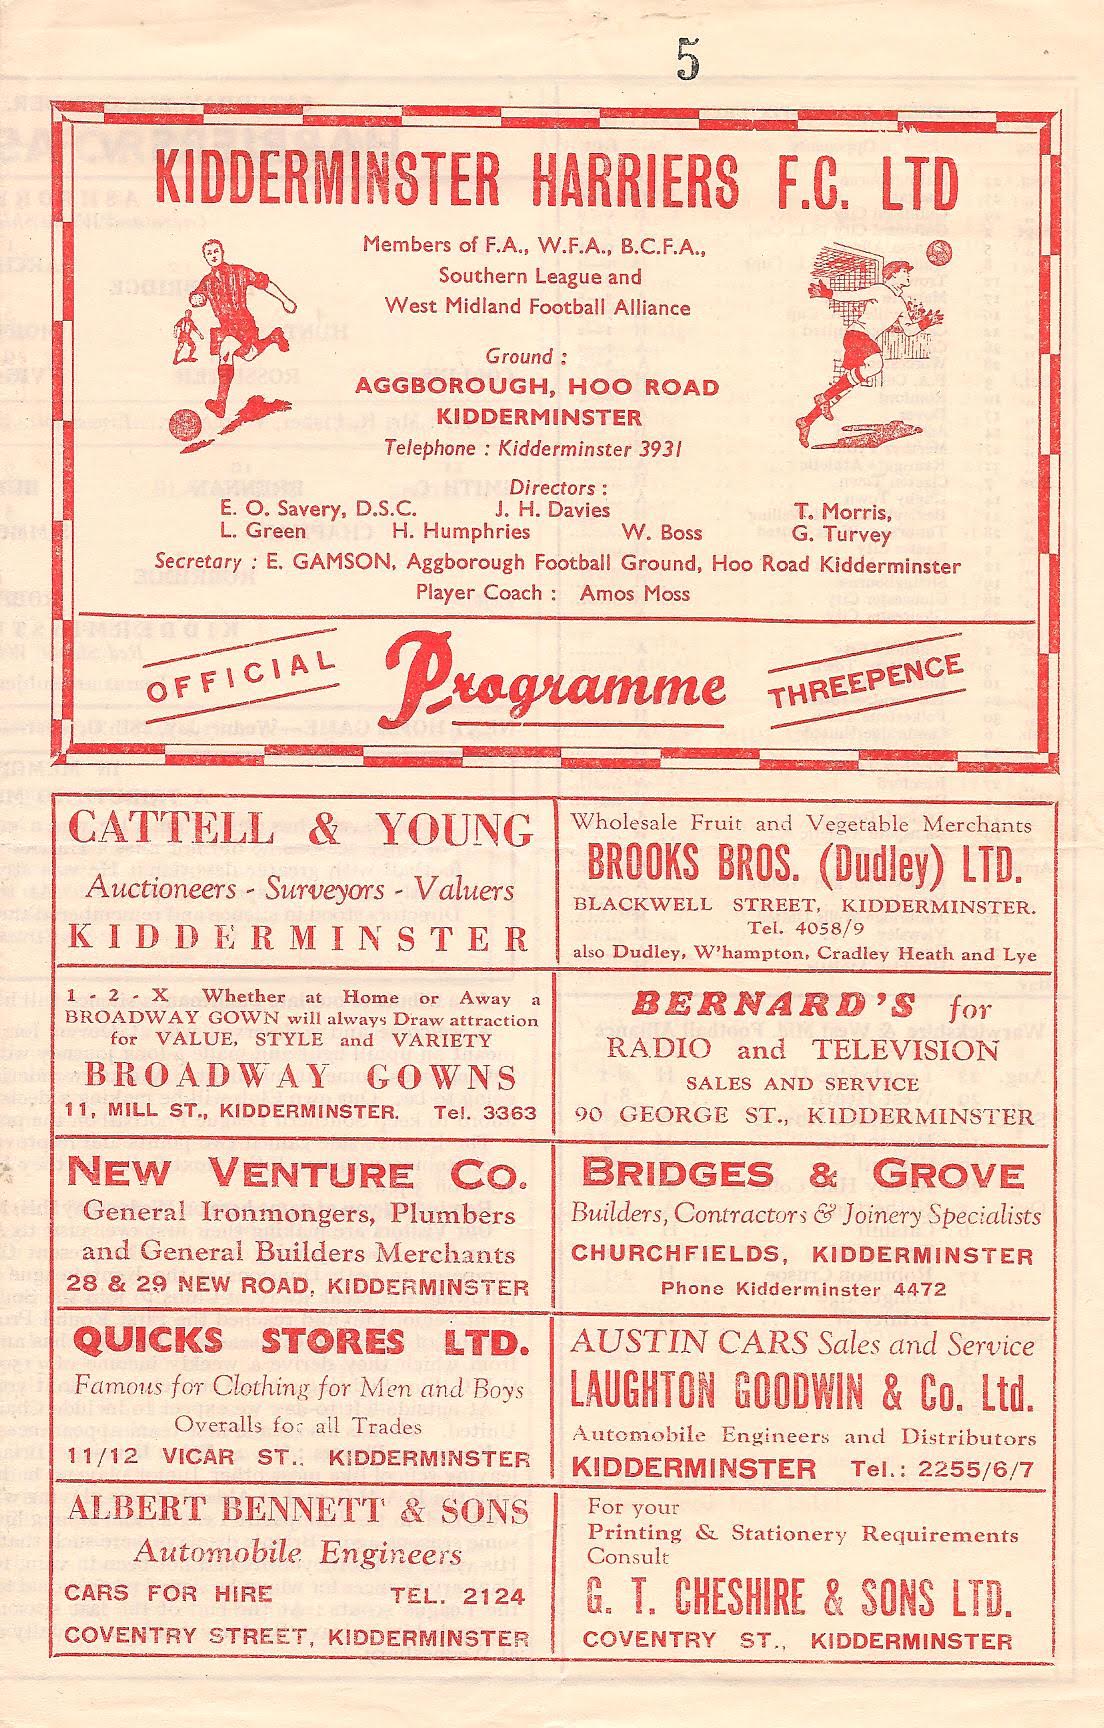 5
KIDDERMINSTER HARRIERS F.C. LTD
Members of F.A., W.F.A., B.C.F.A.,
Southern League and
West Midland Football Alliance
Ground :
AGGBOROUGH, HOO ROAD
KIDDERMINSTER
Telephone : Kidderminster 3931
Directors :
E. O. Savery, D.S.C. J. H. Davies T. Morris,
L. Green H. Humphries W. Boss G. Turvey
Secretary : E. GAMSON, Aggborough Football Ground, Hoo Road Kidderminster
Player Coach : Amos Moss
OFFICIAL Programme THREEPENCE
CATTELL & YOUNG
Auctioneers - Surveyors - Valuers
KIDDERMINSTER
Wholesale Fruit and Vegetable Merchants
BROOKS BROS. (Dudley) LTD.
BLACKWELL STREET, KIDDERMINSTER.
Tel. 4058/9
also Dudley, W'hampton, Cradley Heath and Lye
1 - 2 - X Whether at Home or Away a
BROADWAY GOWN will always Draw attraction
for VALUE, STYLE and VARIETY
BROADWAY GOWNS
11, MILL ST., KIDDERMINSTER. Tel. 3363
BERNARD'S for
RADIO and TELEVISION
SALES AND SERVICE
90 GEORGE ST., KIDDERMINSTER
NEW VENTURE CO.
General Ironmongers, Plumbers
and General Builders Merchants
28 & 29 NEW ROAD, KIDDERMINSTER
BRIDGES & GROVE
Builders, Contractors & Joinery Specialists
CHURCHFIELDS, KIDDERMINSTER
Phone Kidderminster 4472
QUICKS STORES LTD.
Famous for Clothing for Men and Boys
Overalls for all Trades
11/12 VICAR ST.. KIDDERMINSTER
AUSTIN CARS Sales and Service
LAUGHTON GOODWIN & Co. Ltd.
Automobile Engineers and Distributors
KIDDERMINSTER Tel.: 2255/6/7
ALBERT BENNETT & SONS
Automobile Engineers
CARS FOR HIRE TEL. 2124
COVENTRY STREET, KIDDERMINSTER
For your
Printing & Stationery Requirements
Consult
G. T. CHESHIRE & SONS LTD.
COVENTRY ST., KIDDERMINSTER